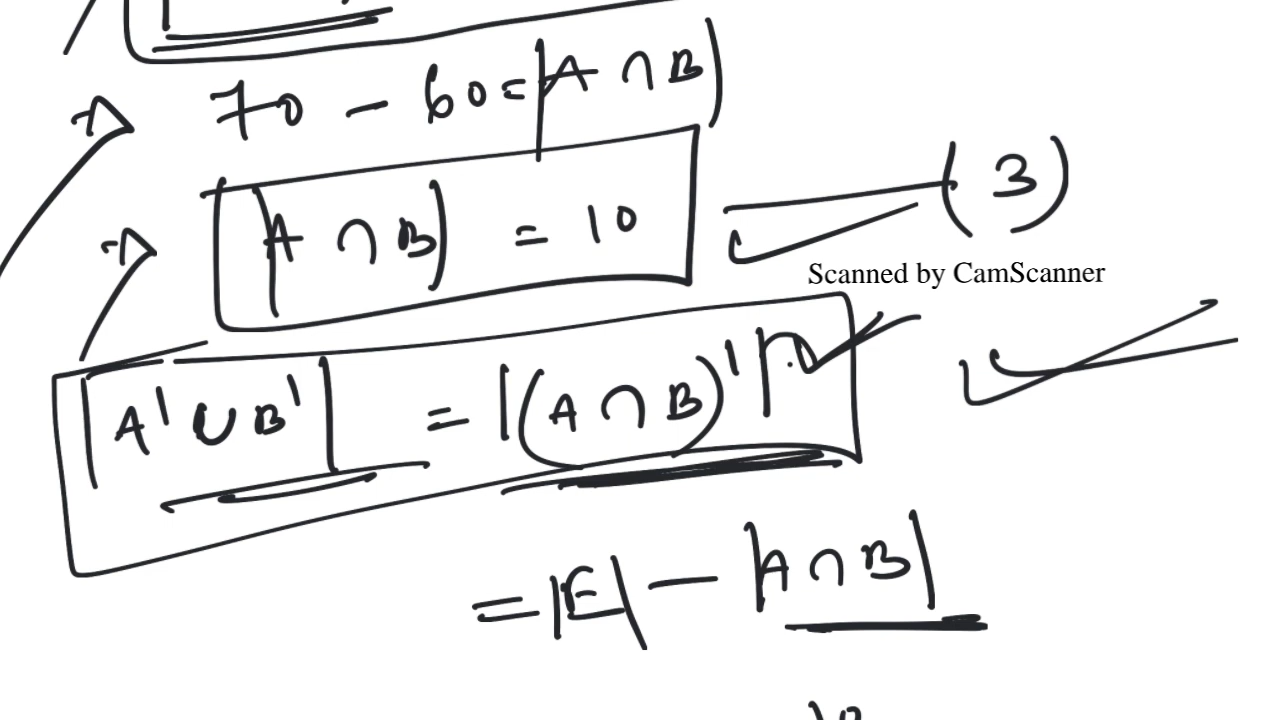 70 - 60 = |A ∩ B|
|A ∩ B| = 10
(3)
Scanned by CamScanner
|A' ∪ B'| = |(A ∩ B)'|
= |E| - |A ∩ B|